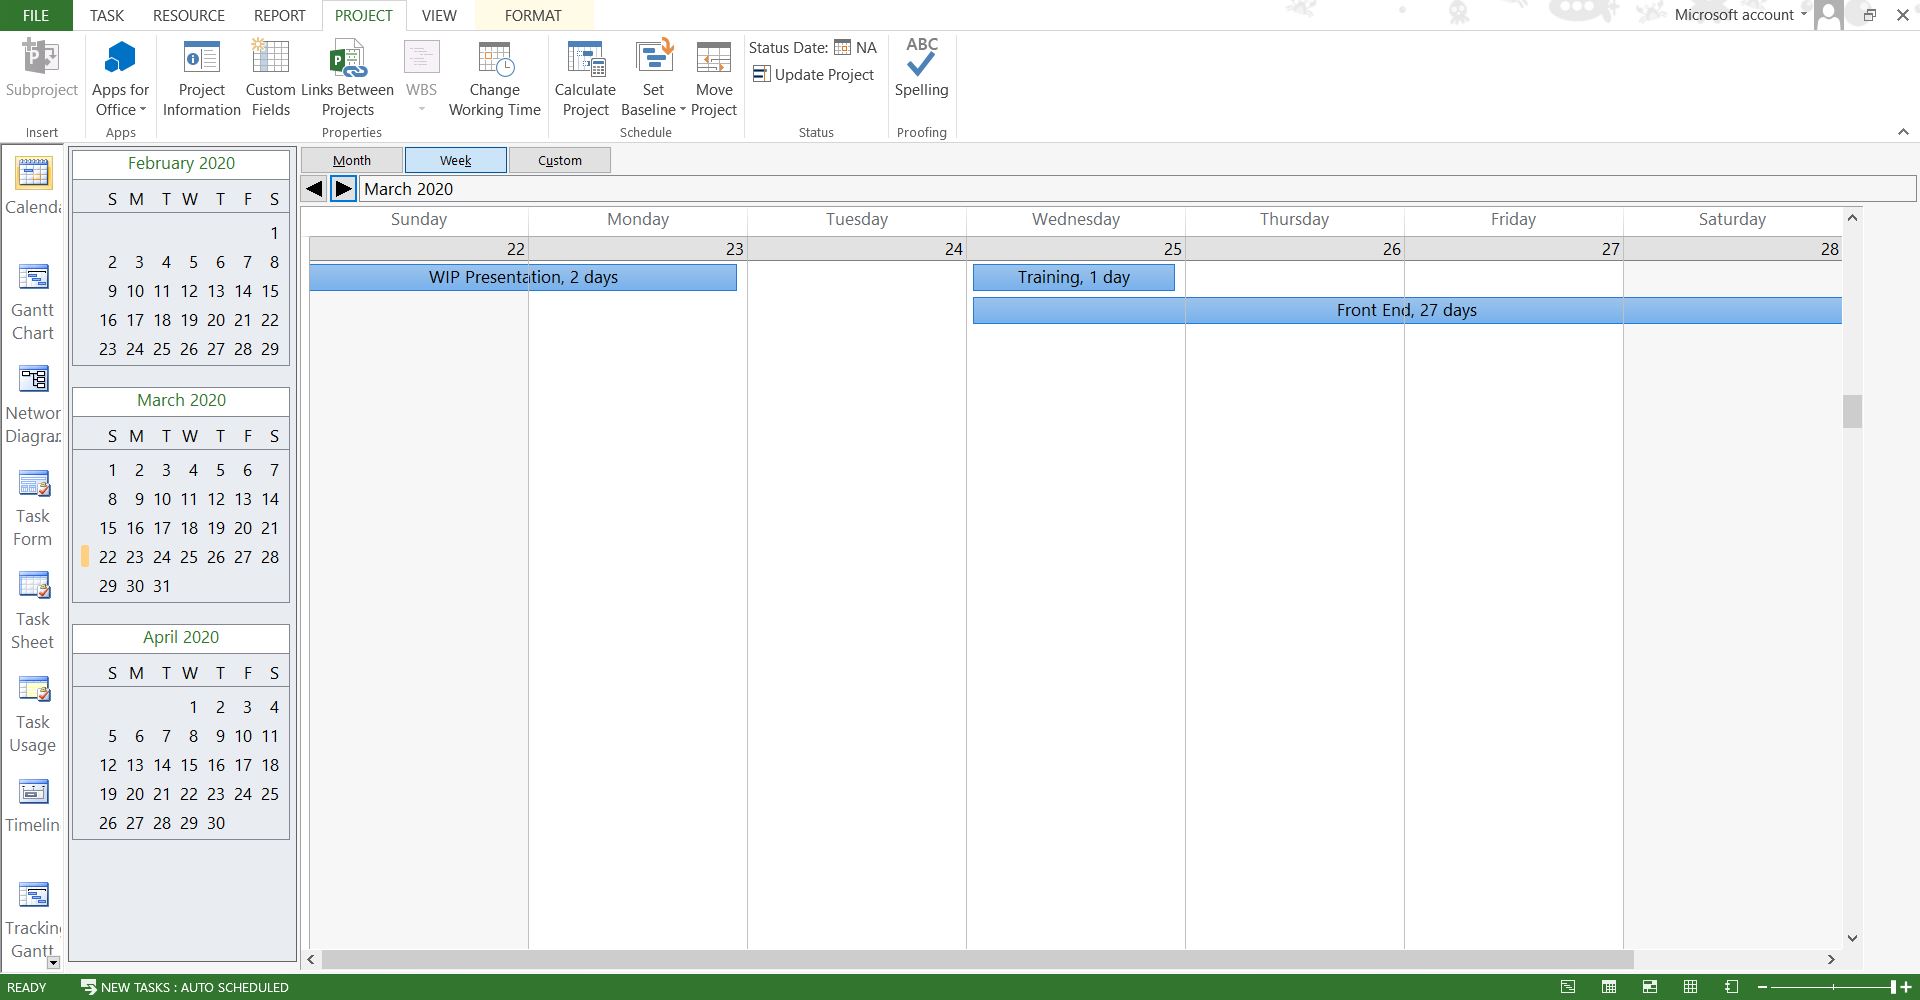 FILE TASK RESOURCE REPORT PROJECT VIEW FORMAT Microsoft account
Subproject
Apps for Office
Project Information
Custom Fields
Links Between Projects
WBS
Change Working Time
Calculate Project
Set Baseline
Move Project
Status Date: NA
Update Project
ABC
Spelling
Insert Apps Properties Schedule Status Proofing
Calenda
Gantt
Chart
Networ
Diagra
Task
Form
Task
Sheet
Task
Usage
Timelin
Trackin
Gantt
February 2020
S M T W T F S
1
2 3 4 5 6 7 8
9 10 11 12 13 14 15
16 17 18 19 20 21 22
23 24 25 26 27 28 29
March 2020
S M T W T F S
1 2 3 4 5 6 7
8 9 10 11 12 13 14
15 16 17 18 19 20 21
22 23 24 25 26 27 28
29 30 31
April 2020
S M T W T F S
1 2 3 4
5 6 7 8 9 10 11
12 13 14 15 16 17 18
19 20 21 22 23 24 25
26 27 28 29 30
Month Week Custom
March 2020
Sunday Monday Tuesday Wednesday Thursday Friday Saturday
22 23 24 25 26 27 28
WIP Presentation, 2 days Training, 1 day
Front End, 27 days
READY NEW TASKS : AUTO SCHEDULED